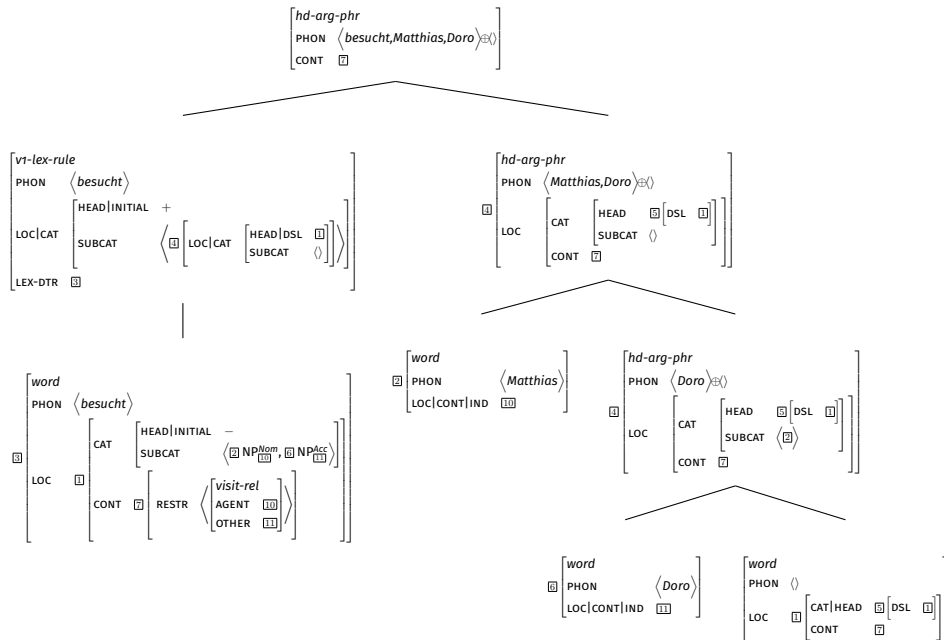 hd-arg-phr
PHON ⟨besucht,Matthias,Doro⟩⊕⟨⟩
CONT 7
v1-lex-rule
PHON ⟨besucht⟩
LOC|CAT HEAD|INITIAL +
SUBCAT ⟨ 4 [LOC|CAT [HEAD|DSL 1
SUBCAT ⟨⟩]] ⟩
LEX-DTR 3
4 hd-arg-phr
PHON ⟨Matthias,Doro⟩⊕⟨⟩
LOC CAT HEAD 5 [DSL 1]
SUBCAT ⟨⟩
CONT 7
3 word
PHON ⟨besucht⟩
LOC 1 CAT HEAD|INITIAL −
SUBCAT ⟨ 2 NP Nom 10, 6 NP Acc 11 ⟩
CONT 7 RESTR ⟨ visit-rel
AGENT 10
OTHER 11 ⟩
2 word
PHON ⟨Matthias⟩
LOC|CONT|IND 10
4 hd-arg-phr
PHON ⟨Doro⟩⊕⟨⟩
LOC CAT HEAD 5 [DSL 1]
SUBCAT ⟨ 2 ⟩
CONT 7
6 word
PHON ⟨Doro⟩
LOC|CONT|IND 11
word
PHON ⟨⟩
LOC 1 CAT|HEAD 5 [DSL 1]
CONT 7